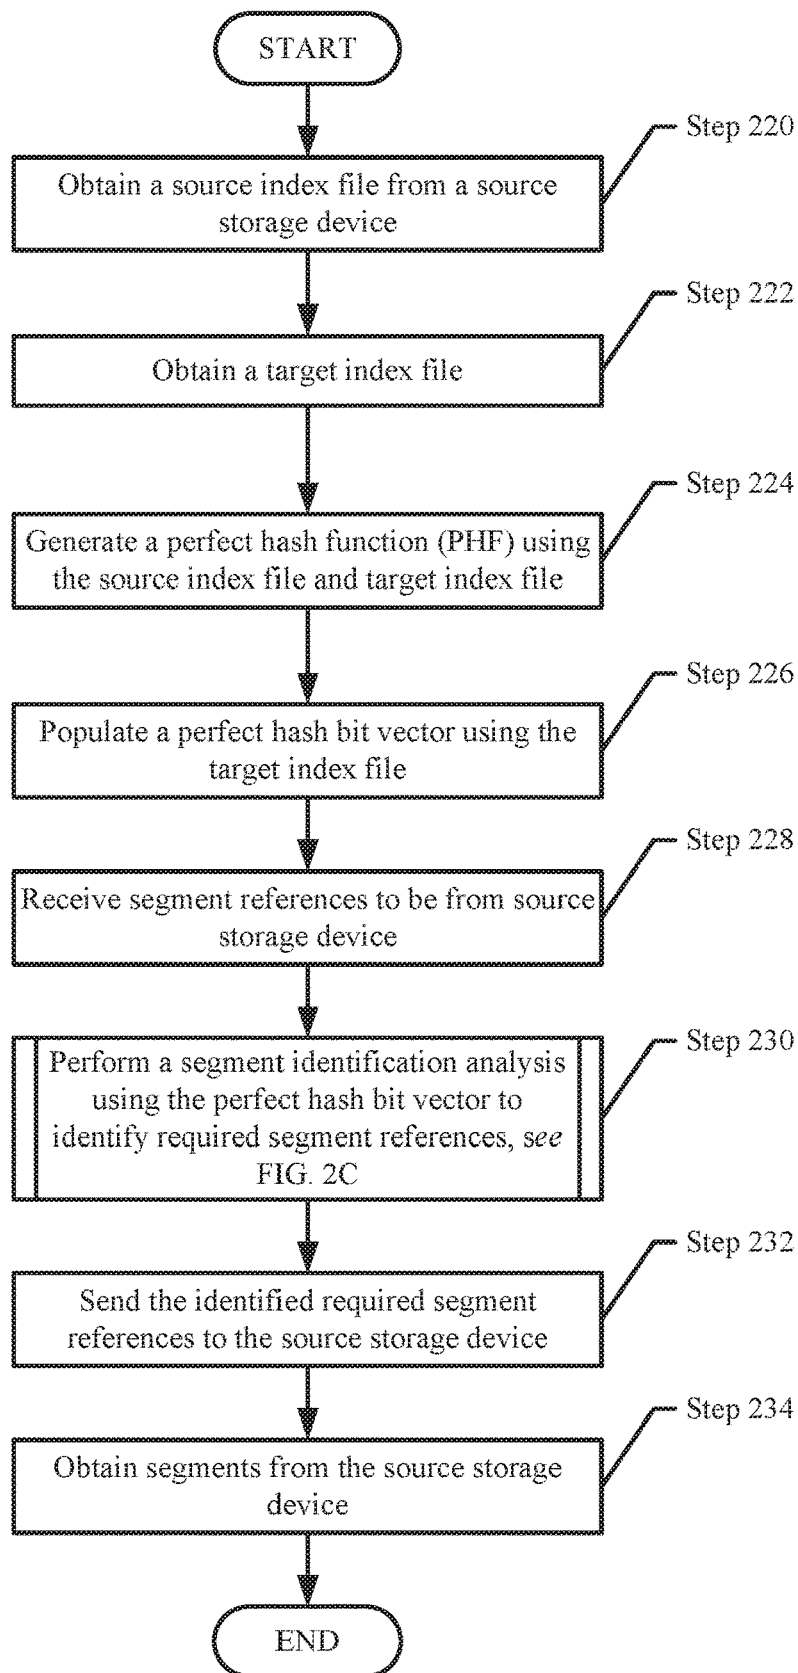 START
Step 220
Obtain a source index file from a source
storage device
Step 222
Obtain a target index file
Step 224
Generate a perfect hash function (PHF) using
the source index file and target index file
Step 226
Populate a perfect hash bit vector using the
target index file
Step 228
Receive segment references to be from source
storage device
Step 230
Perform a segment identification analysis
using the perfect hash bit vector to
identify required segment references, see
FIG. 2C
Step 232
Send the identified required segment
references to the source storage device
Step 234
Obtain segments from the source storage
device
END